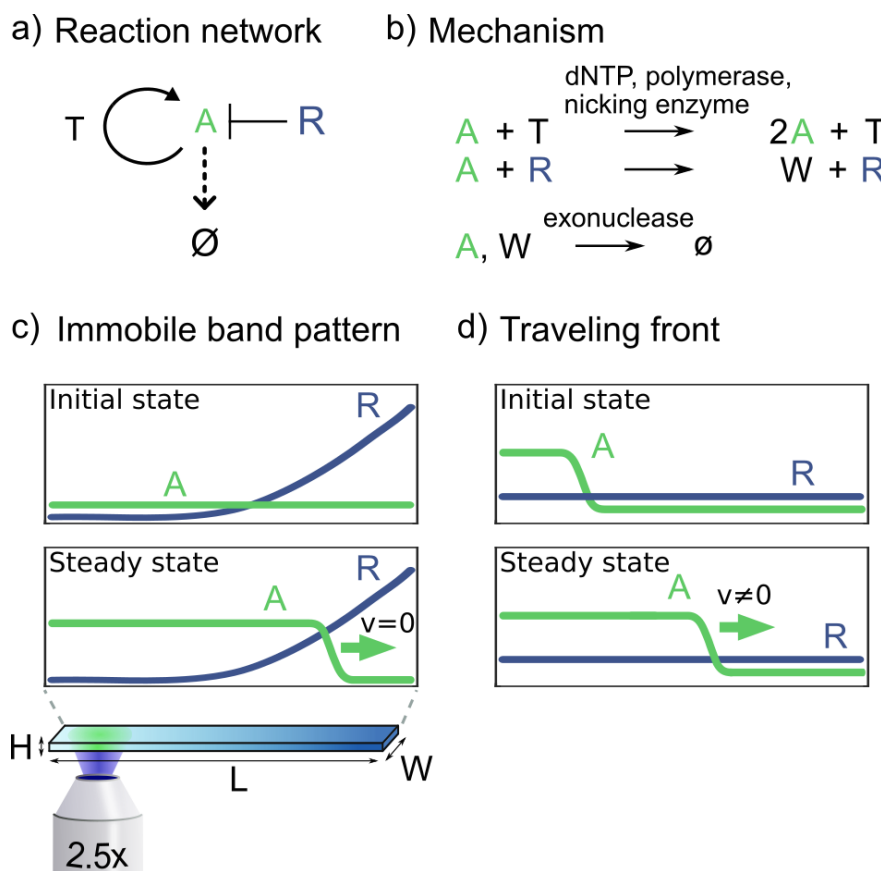 a) Reaction network
T
A
R
Ø
b) Mechanism
dNTP, polymerase,
nicking enzyme
A + T
2A + T
A + R
W + R
exonuclease
A, W
ø
c) Immobile band pattern
Initial state
R
A
Steady state
R
A
v=0
H
L
W
2.5x
d) Traveling front
Initial state
A
R
Steady state
A
v≠0
R